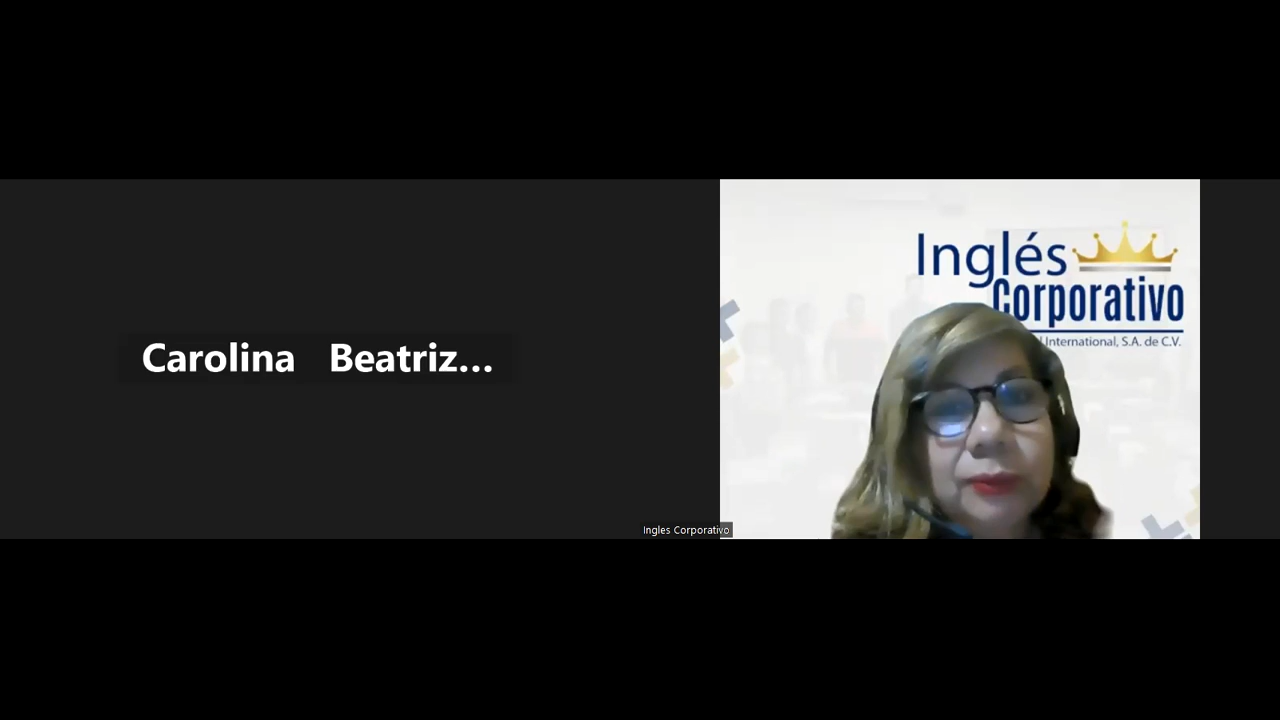 Carolina Beatriz...
Inglés
Corporativo
International, S.A. de C.V.
Ingles Corporativo